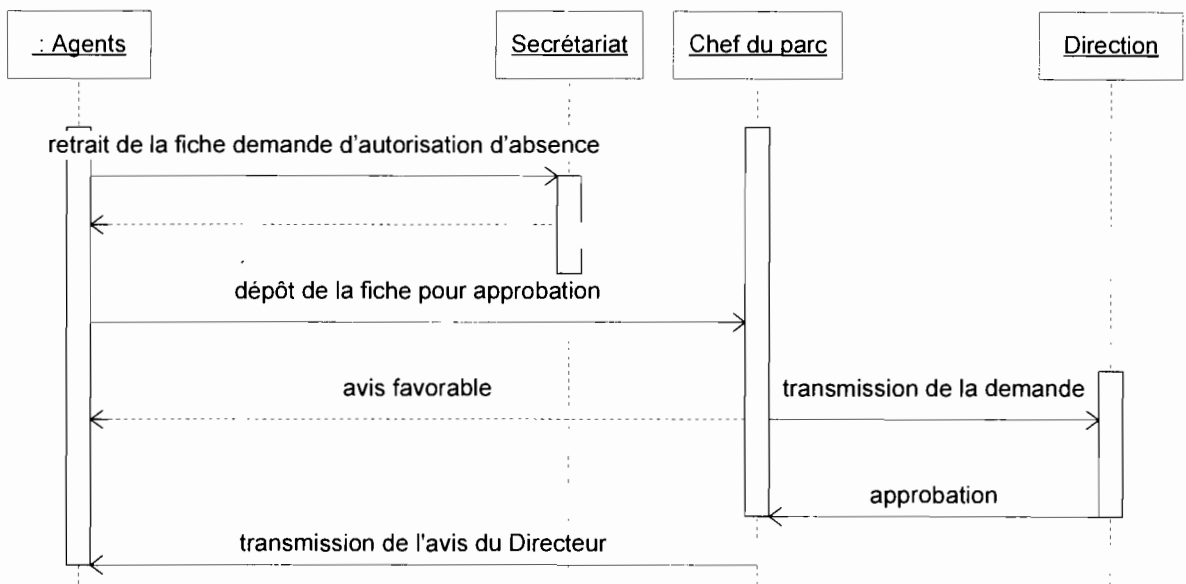 : Agents
Secrétariat
Chef du parc
Direction
retrait de la fiche demande d'autorisation d'absence
dépôt de la fiche pour approbation
avis favorable
transmission de la demande
approbation
transmission de l'avis du Directeur